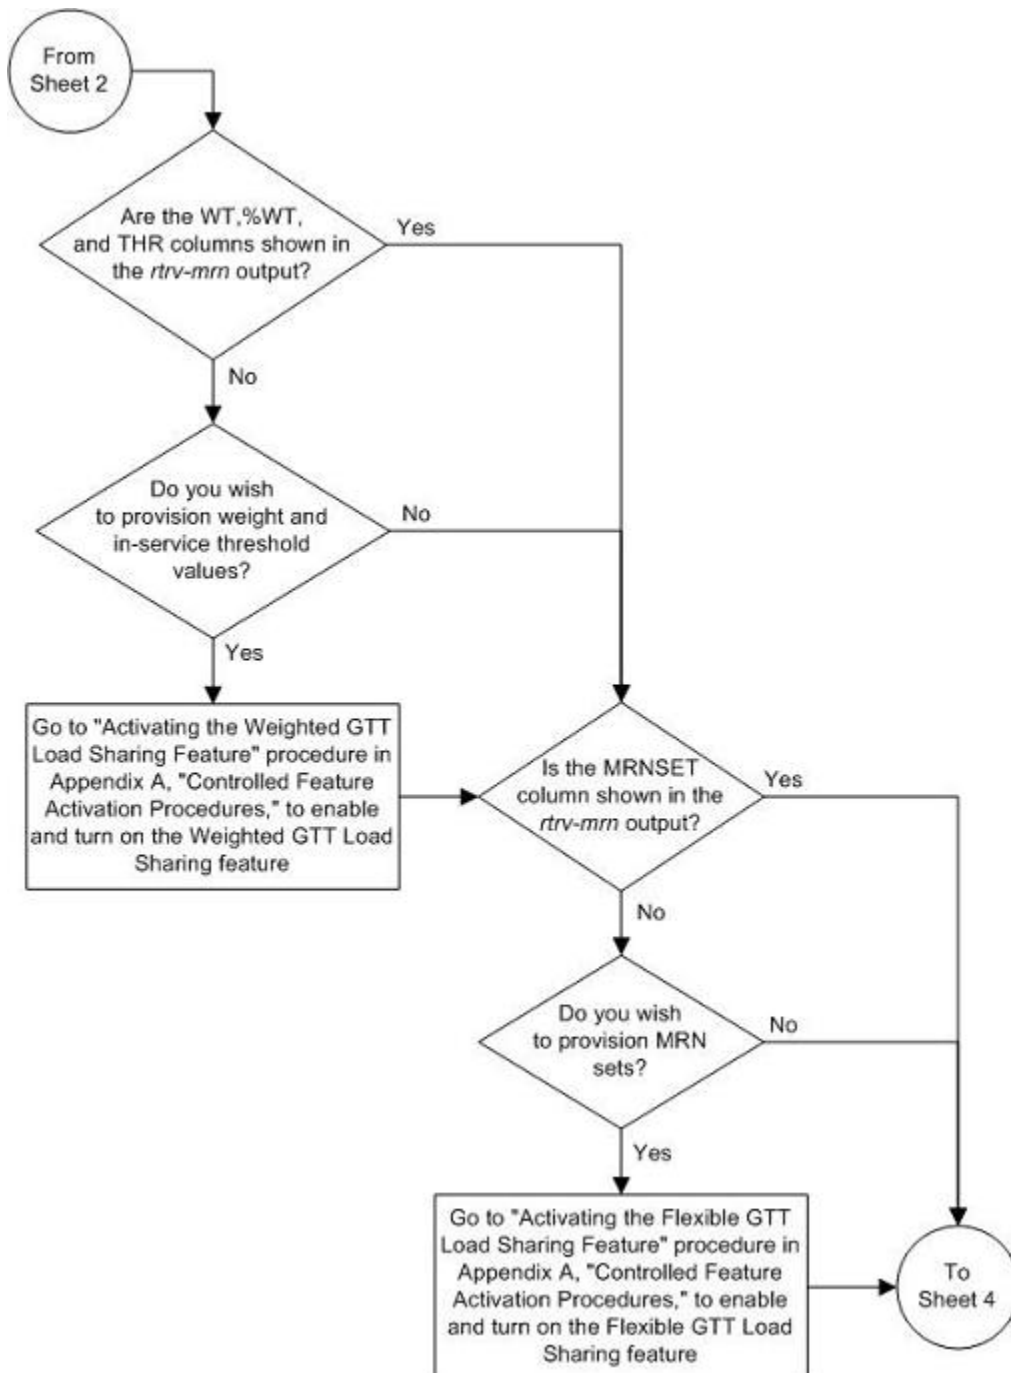 From
Sheet 2
Are the WT,%WT,
and THR columns shown in
the rtrv-mrn output?
Yes
No
Do you wish
to provision weight and
in-service threshold
values?
No
Yes
Go to "Activating the Weighted GTT
Load Sharing Feature" procedure in
Appendix A, "Controlled Feature
Activation Procedures," to enable
and turn on the Weighted GTT Load
Sharing feature
Is the MRNSET
column shown in the
rtrv-mrn output?
Yes
No
Do you wish
to provision MRN
sets?
No
Yes
Go to "Activating the Flexible GTT
Load Sharing Feature" procedure in
Appendix A, "Controlled Feature
Activation Procedures," to enable
and turn on the Flexible GTT Load
Sharing feature
To
Sheet 4